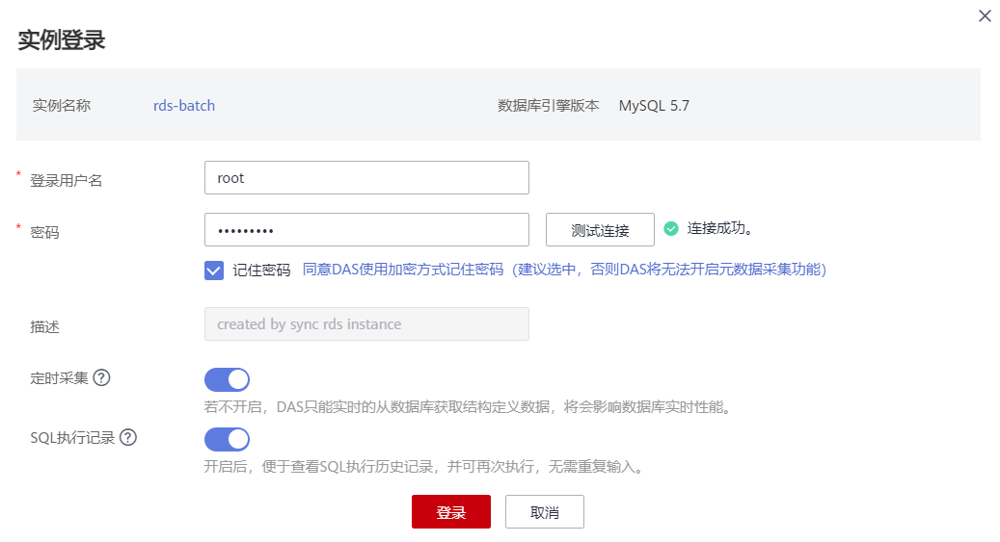 实例登录
实例名称 rds-batch 数据库引擎版本 MySQL 5.7
* 登录用户名 root
* 密码 ••••••••• 测试连接 连接成功。
记住密码 同意DAS使用加密方式记住密码（建议选中，否则DAS将无法开启元数据采集功能）
描述 created by sync rds instance
定时采集 ?
若不开启，DAS只能实时的从数据库获取结构定义数据，将会影响数据库实时性能。
SQL执行记录 ?
开启后，便于查看SQL执行历史记录，并可再次执行，无需重复输入。
登录 取消